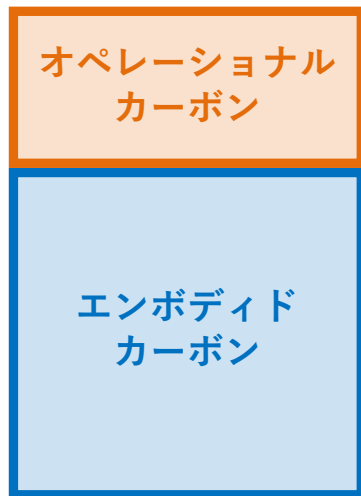 オペレーショナル
カーボン
エンボディド
カーボン